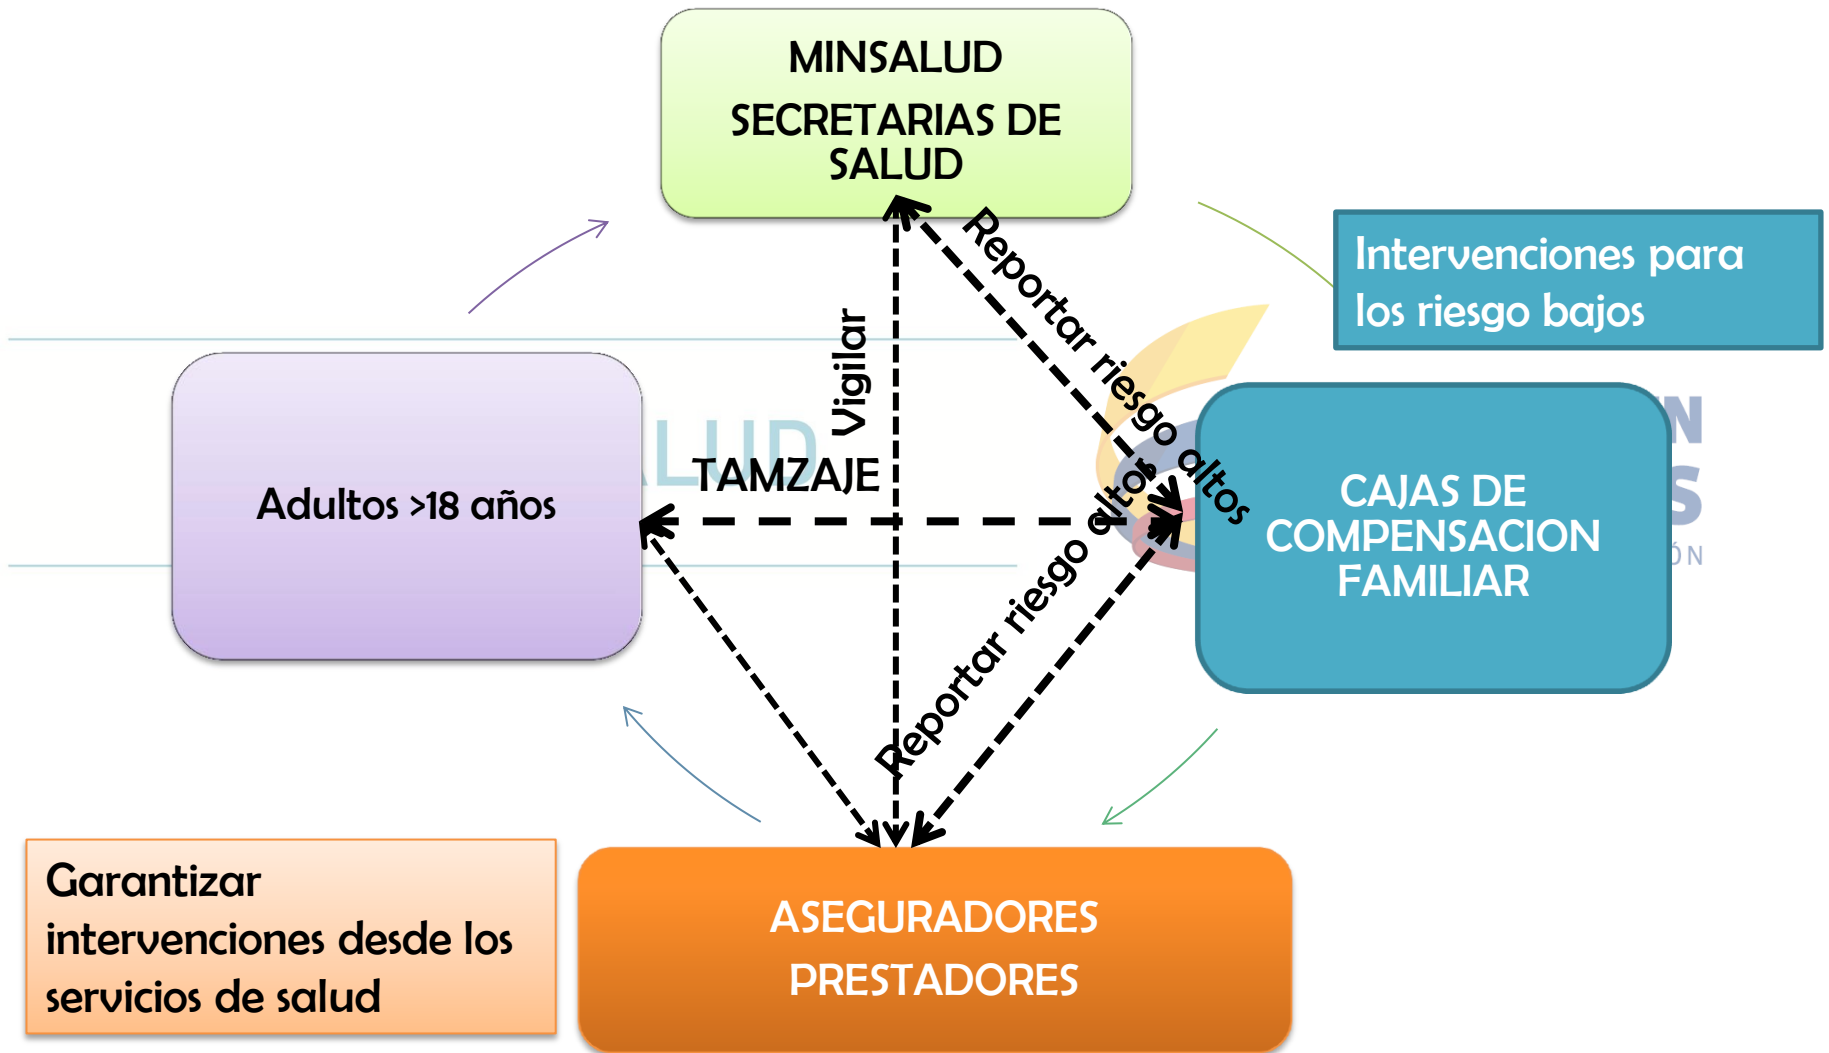 MINSALUD
SECRETARIAS DE
SALUD
Intervenciones para
los riesgo bajos
Reportar riesgo altos
Vigilar
TAMZAJE
Adultos >18 años
CAJAS DE
COMPENSACION
FAMILIAR
Reportar riesgo altos
Garantizar
intervenciones desde los
servicios de salud
ASEGURADORES
PRESTADORES